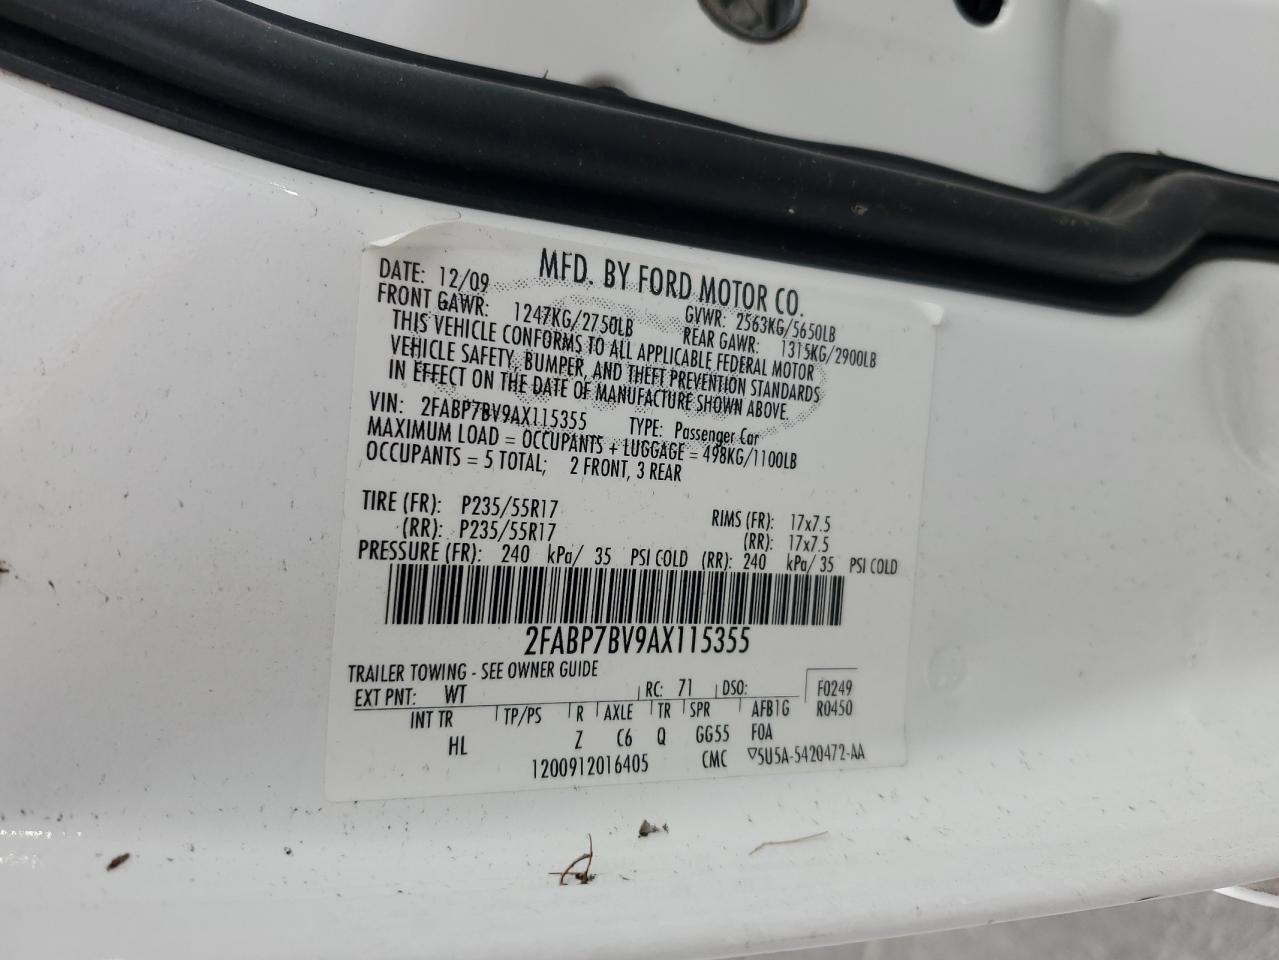 MFD. BY FORD MOTOR CO.
DATE: 12/09 GVWR: 2563KG/5650LB
FRONT GAWR: 1247KG/2750LB REAR GAWR: 1315KG/2900LB
THIS VEHICLE CONFORMS TO ALL APPLICABLE FEDERAL MOTOR
VEHICLE SAFETY, BUMPER, AND THEFT PREVENTION STANDARDS
IN EFFECT ON THE DATE OF MANUFACTURE SHOWN ABOVE.
VIN: 2FABP7BV9AX115355 TYPE: Passenger Car
MAXIMUM LOAD = OCCUPANTS + LUGGAGE = 498KG/1100LB
OCCUPANTS = 5 TOTAL; 2 FRONT, 3 REAR
TIRE (FR): P235/55R17 RIMS (FR): 17x7.5
(RR): P235/55R17 (RR): 17x7.5
PRESSURE (FR): 240 kPa/ 35 PSI COLD (RR): 240 kPa/ 35 PSI COLD
2FABP7BV9AX115355
TRAILER TOWING - SEE OWNER GUIDE
EXT PNT: WT RC: 71 DSO: F0249
INT TR TP/PS R AXLE TR SPR AFB1G R0450
HL Z C6 Q GG55 F0A
1200912016405 CMC ▽5U5A-5420472-AA